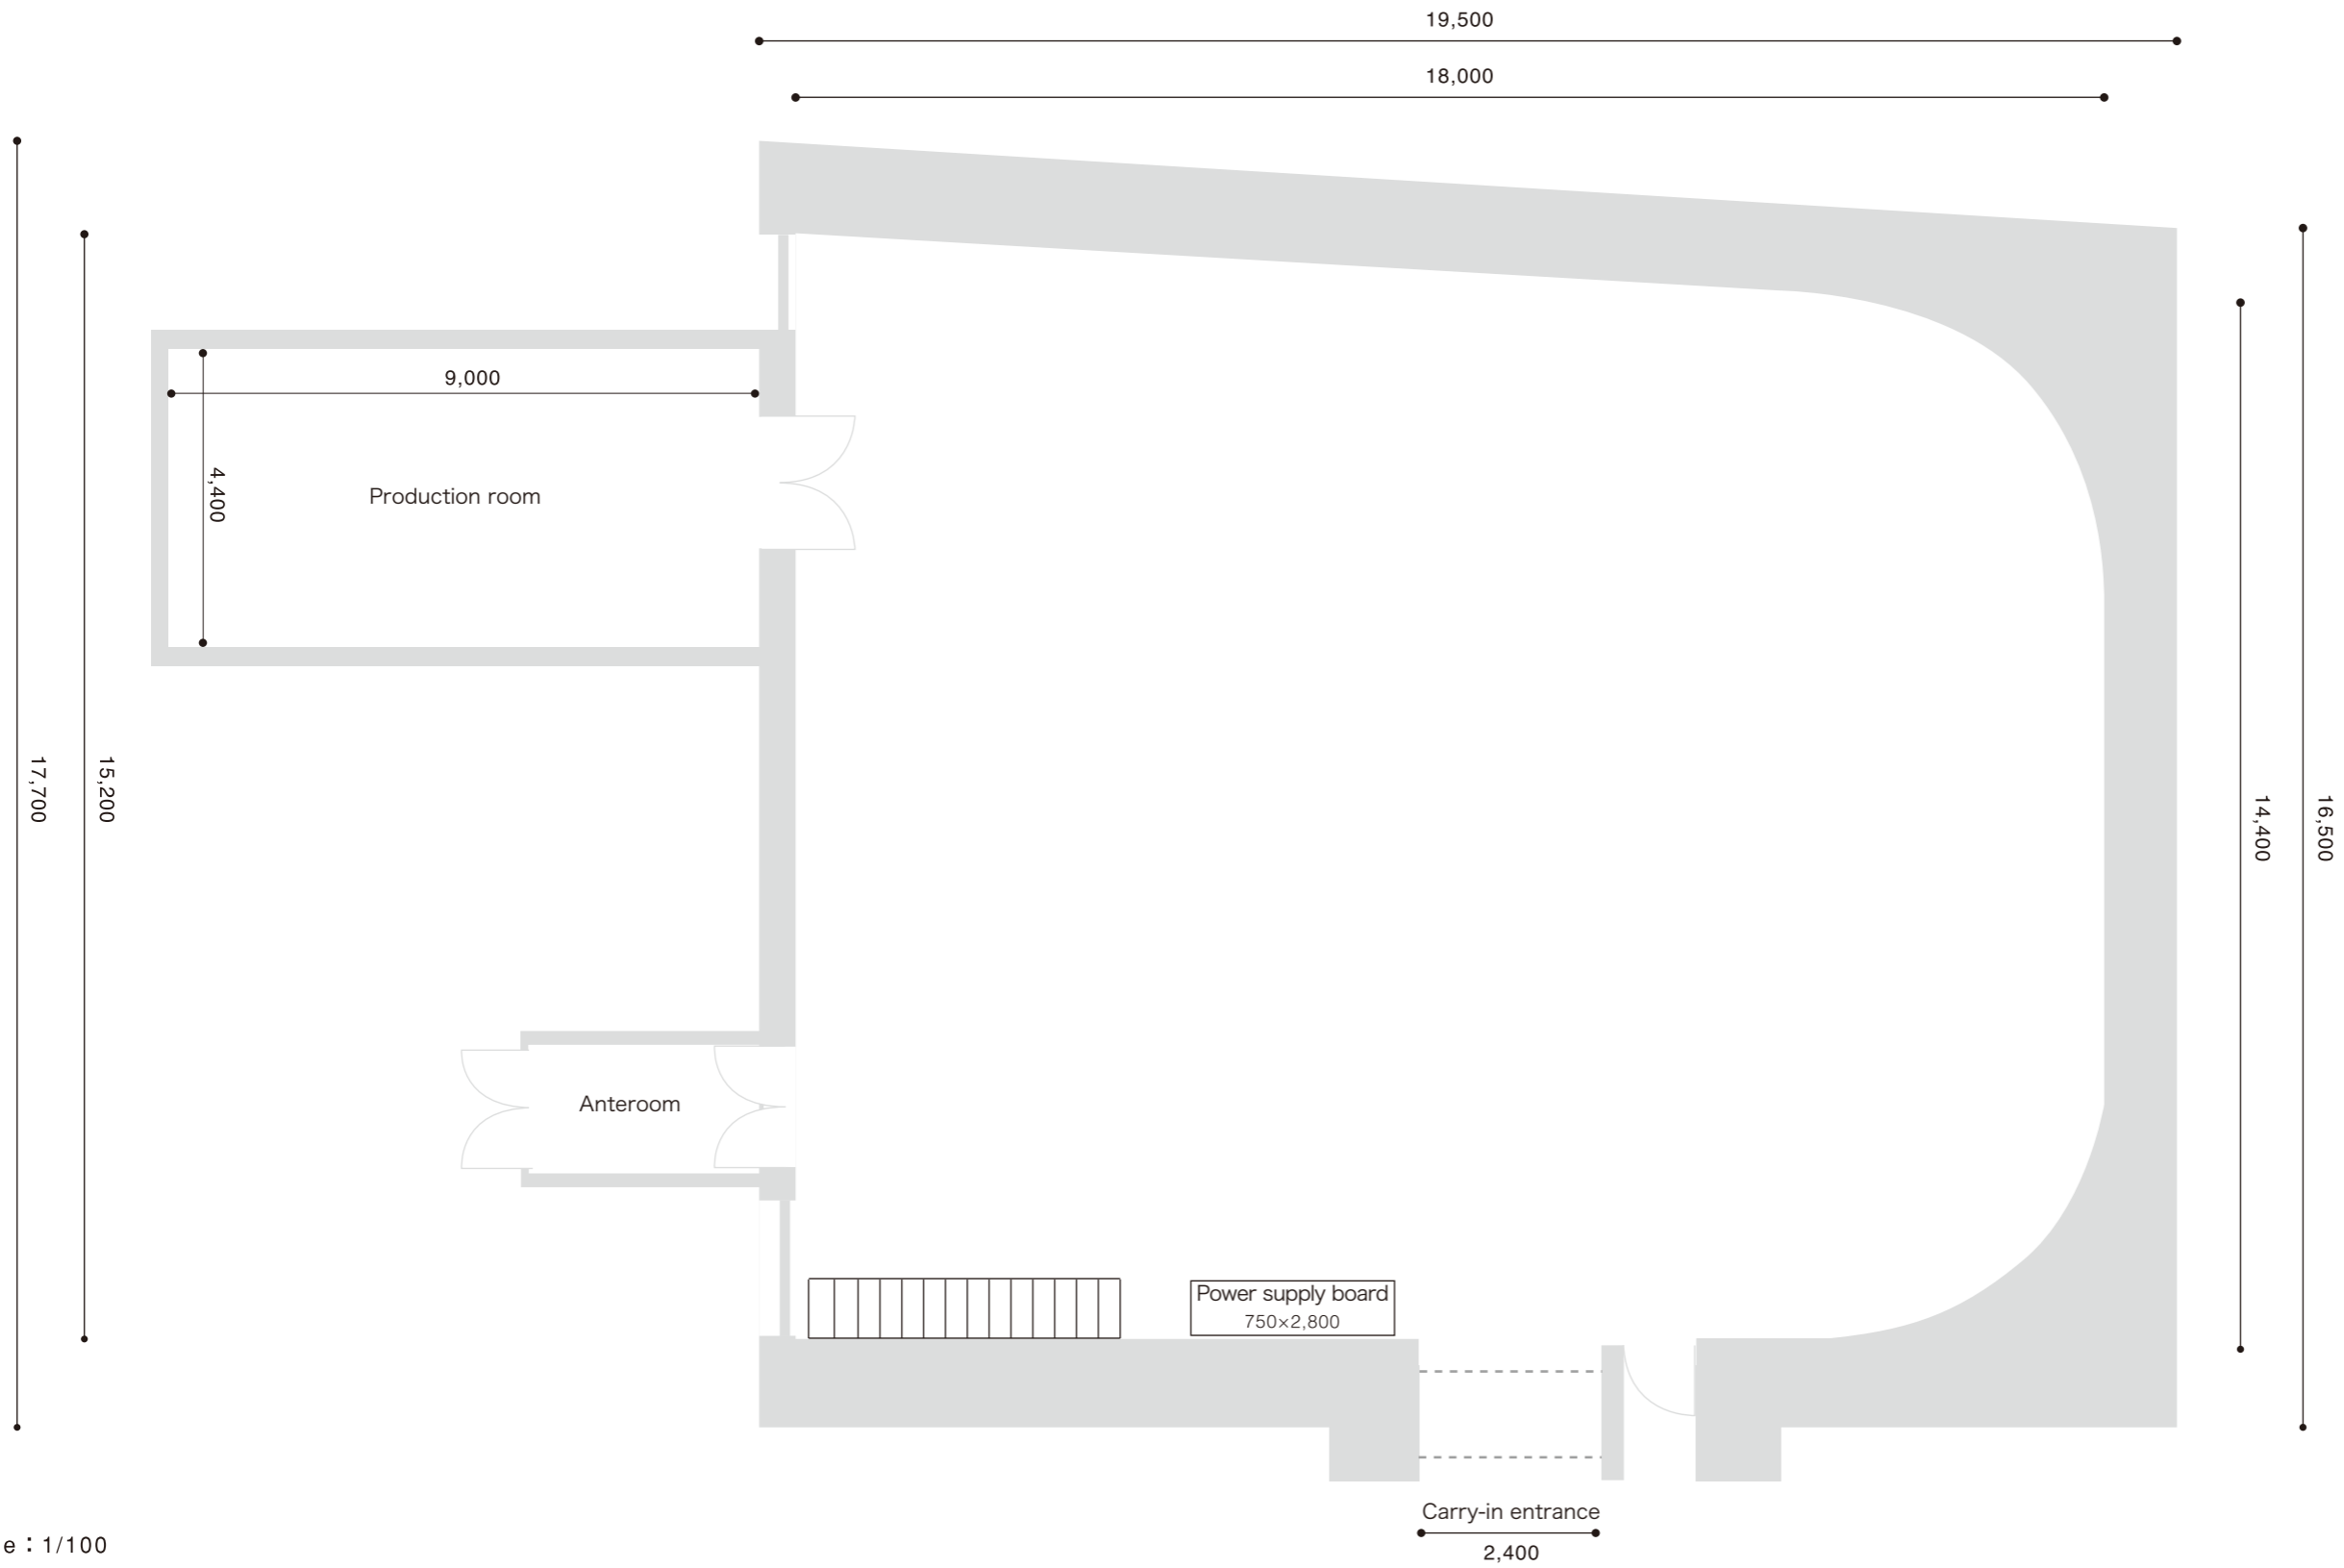 19,500
18,000
9,000
4,400
Production room
17,700
15,200
14,400
16,500
Anteroom
Power supply board
750×2,800
Carry-in entrance
2,400
e：1/100